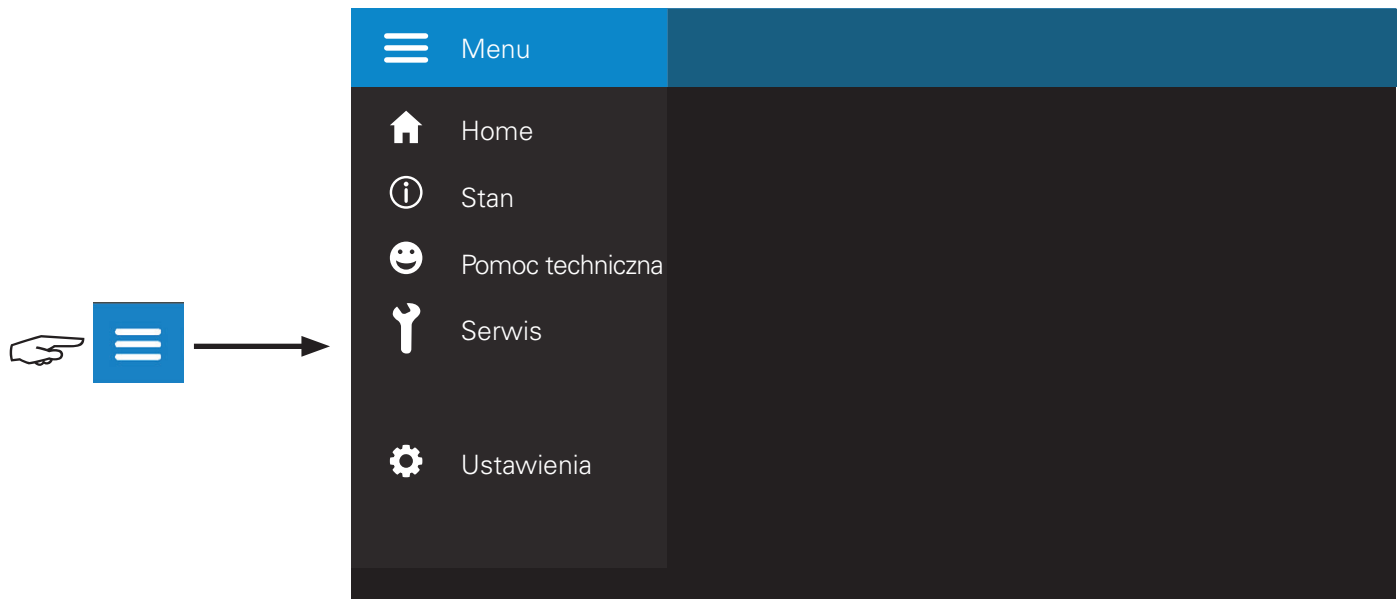 Menu
Home
Stan
Pomoc techniczna
Serwis
Ustawienia